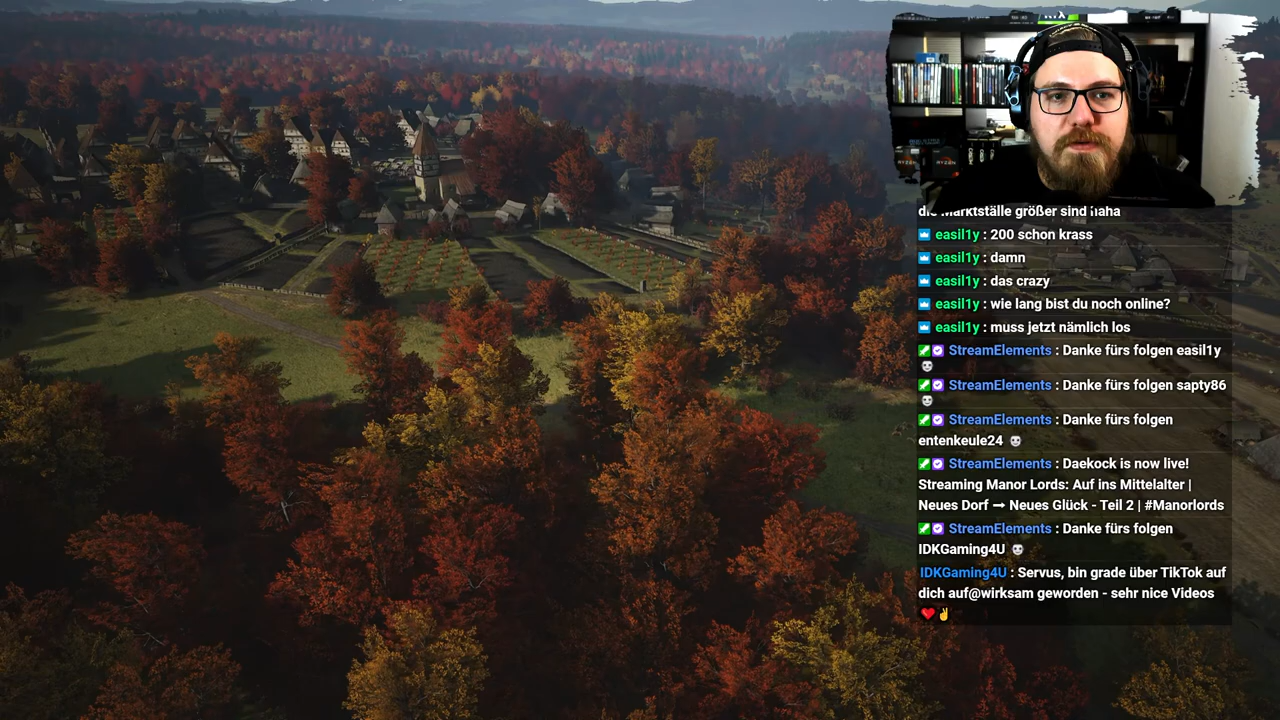 die Marktställe größer sind haha
easil1y : 200 schon krass
easil1y : damn
easil1y : das crazy
easil1y : wie lang bist du noch online?
easil1y : muss jetzt nämlich los
StreamElements : Danke fürs folgen easil1y
StreamElements : Danke fürs folgen sapty86
StreamElements : Danke fürs folgen
entenkeule24
StreamElements : Daekock is now live!
Streaming Manor Lords: Auf ins Mittelalter |
Neues Dorf → Neues Glück - Teil 2 | #Manorlords
StreamElements : Danke fürs folgen
IDKGaming4U
IDKGaming4U : Servus, bin grade über TikTok auf
dich auf@wirksam geworden - sehr nice Videos